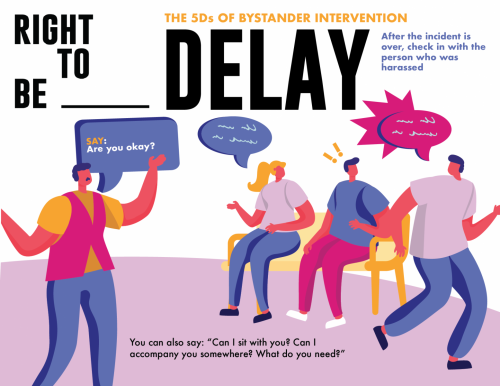 RIGHT
TO
BE
THE 5Ds OF BYSTANDER INTERVENTION
DELAY
After the incident is
over, check in with the
person who was
harassed
SAY:
Are you okay?
You can also say: “Can I sit with you? Can I
accompany you somewhere? What do you need?”